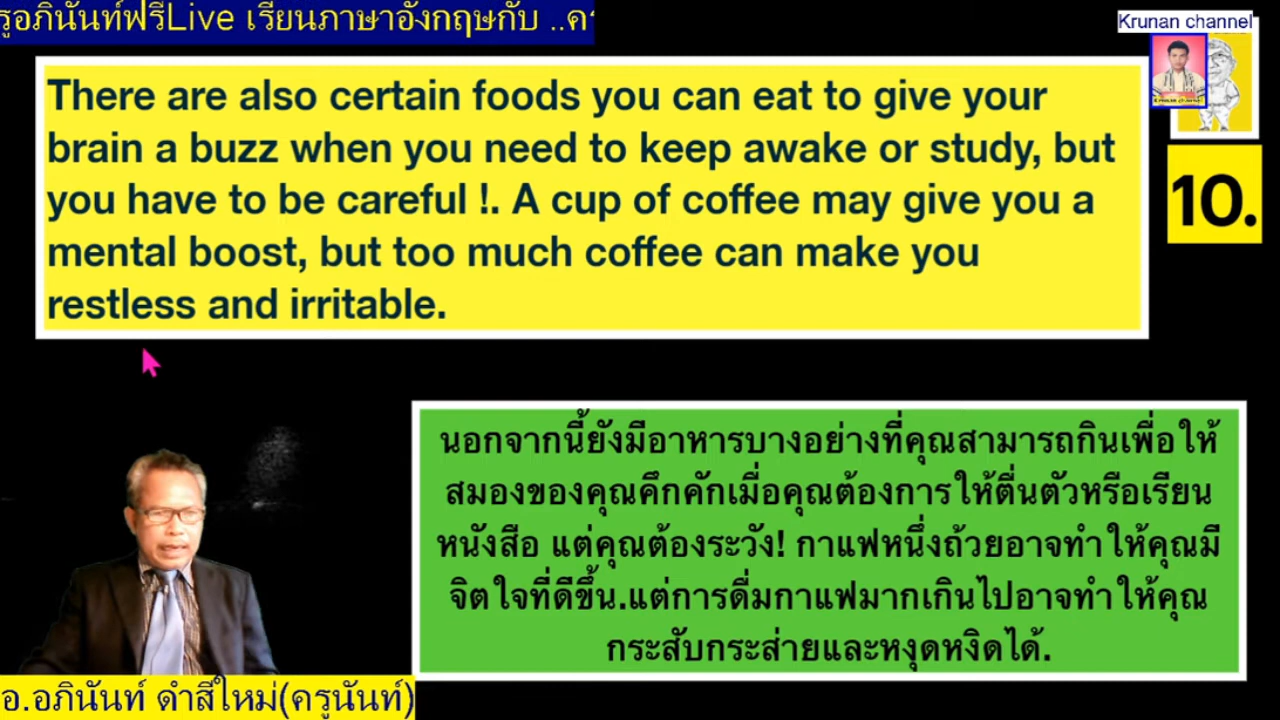 รูอภินันท์ฟรีLive เรียนภาษาอังกฤษกับ ..คร
Krunan channel
There are also certain foods you can eat to give your
brain a buzz when you need to keep awake or study, but
you have to be careful !. A cup of coffee may give you a
mental boost, but too much coffee can make you
restless and irritable.
10.
นอกจากนี้ยังมีอาหารบางอย่างที่คุณสามารถกินเพื่อให้
สมองของคุณคึกคักเมื่อคุณต้องการให้ตื่นตัวหรือเรียน
หนังสือ แต่คุณต้องระวัง! กาแฟหนึ่งถ้วยอาจทำให้คุณมี
จิตใจที่ดีขึ้น.แต่การดื่มกาแฟมากเกินไปอาจทำให้คุณ
กระสับกระส่ายและหงุดหงิดได้.
อ.อภินันท์ ดำสีใหม่(ครูนันท์)